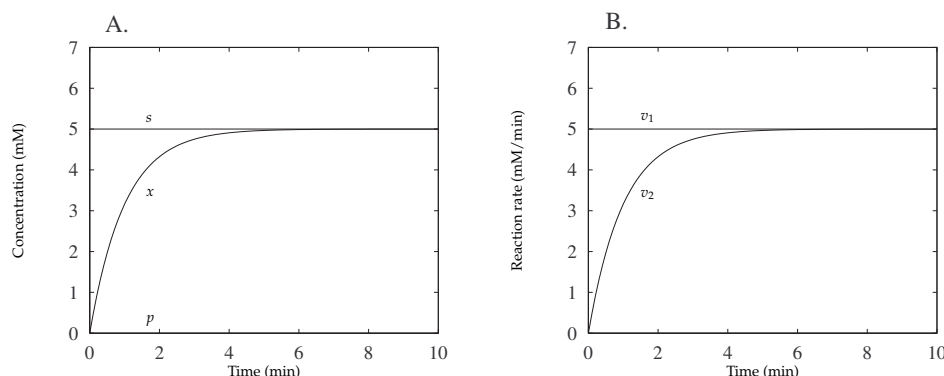 A.
7
6
5
4
3
2
1
0
Concentration (mM)
s
x
p
0 2 4 6 8 10
Time (min)
B.
7
6
5
4
3
2
1
0
Reaction rate (mM/min)
v1
v2
0 2 4 6 8 10
Time (min)